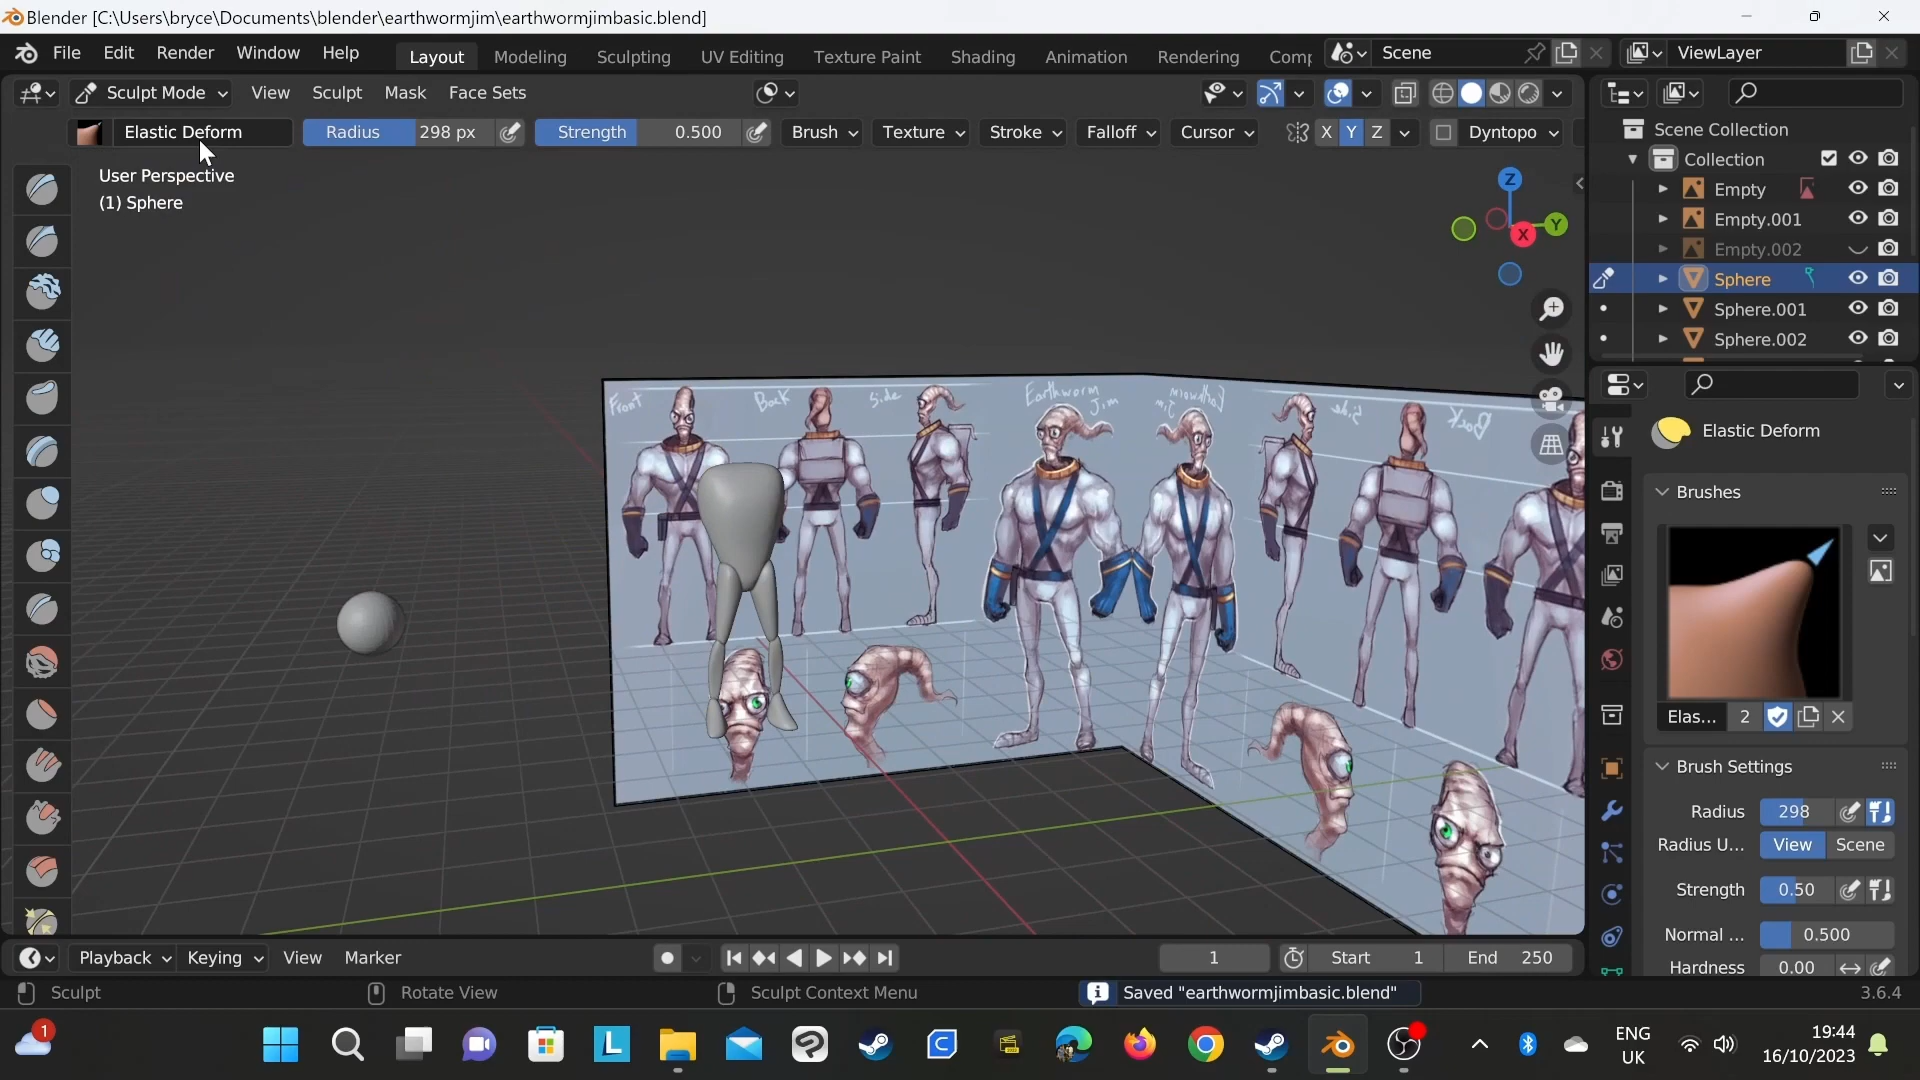 Blender [C:\Users\bryce\Documents\blender\earthwormjim\earthwormjimbasic.blend]
File Edit Render Window Help Layout Modeling Sculpting UV Editing Texture Paint Shading Animation Rendering Comp Scene ViewLayer
Sculpt Mode View Sculpt Mask Face Sets
Elastic Deform Radius 298 px Strength 0.500 Brush Texture Stroke Falloff Cursor X Y Z Dyntopo
User Perspective
(1) Sphere
Z
Y
X
Scene Collection
Collection
Empty
Empty.001
Empty.002
Sphere
Sphere.001
Sphere.002
Front Back Side Earthworm Jim
Earthworm Jim Side Back
Elastic Deform
Brushes
Elas... 2
Brush Settings
Radius 298
Radius U... View Scene
Strength 0.50
Normal ... 0.500
Hardness 0.00
Playback Keying View Marker 1 Start 1 End 250
Sculpt Rotate View Sculpt Context Menu Saved "earthwormjimbasic.blend" 3.6.4
1 L C ENG 19:44
UK 16/10/2023